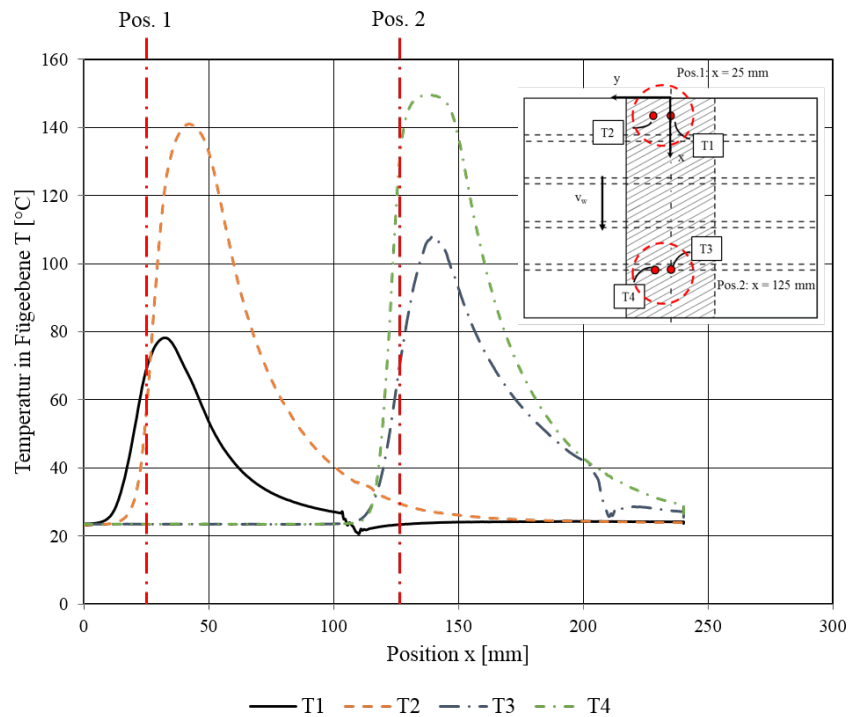 Pos. 1
Pos. 2
Temperatur in Fügeebene T [°C]
160
140
120
100
80
60
40
20
0
0
50
100
150
200
250
300
Position x [mm]
Pos.1: x = 25 mm
y
T2
T1
x
v_w
T3
T4
Pos.2: x = 125 mm
T1
T2
T3
T4